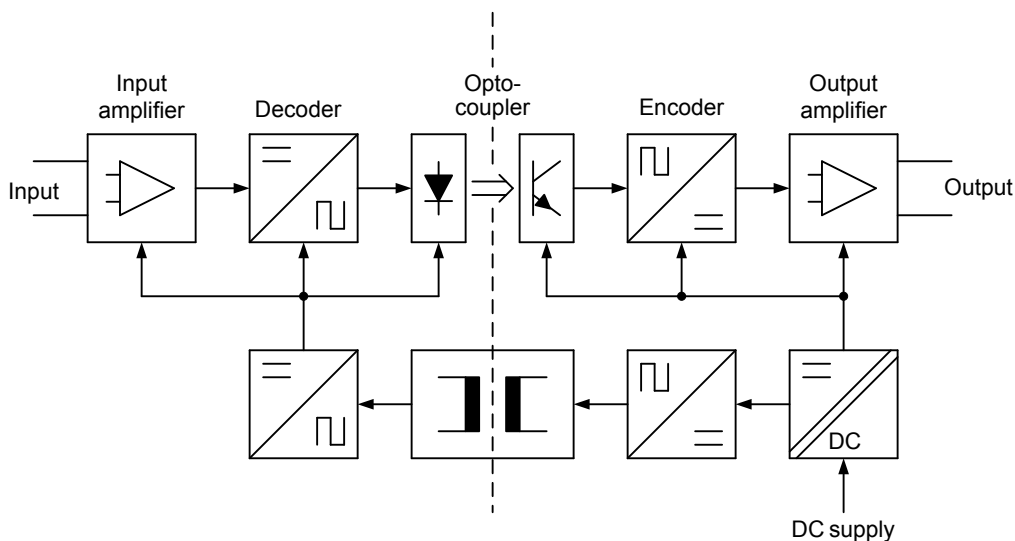 Input
amplifier
Decoder
Opto-
coupler
Encoder
Output
amplifier
Input
Output
DC
DC supply